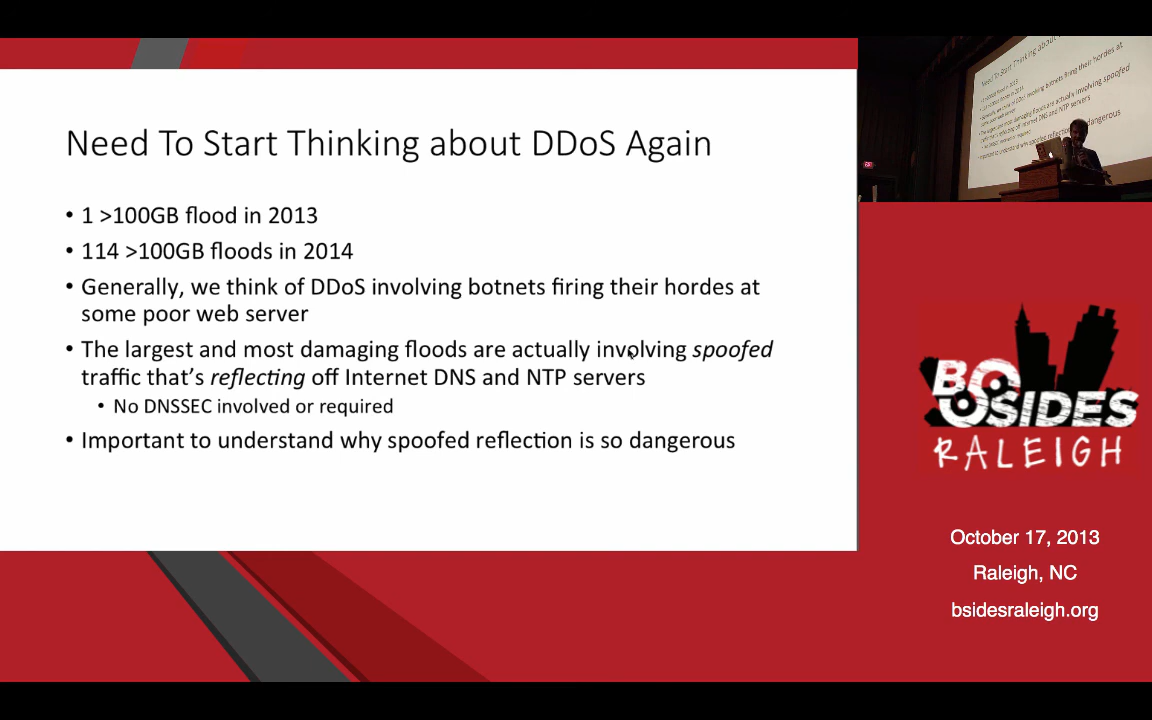 Need To Start Thinking about DDoS Again
• 1 >100GB flood in 2013
• 114 >100GB floods in 2014
• Generally, we think of DDoS involving botnets firing their hordes at
some poor web server
• The largest and most damaging floods are actually involving spoofed
traffic that's reflecting off Internet DNS and NTP servers
• No DNSSEC involved or required
• Important to understand why spoofed reflection is so dangerous
BSIDES
RALEIGH
October 17, 2013
Raleigh, NC
bsidesraleigh.org